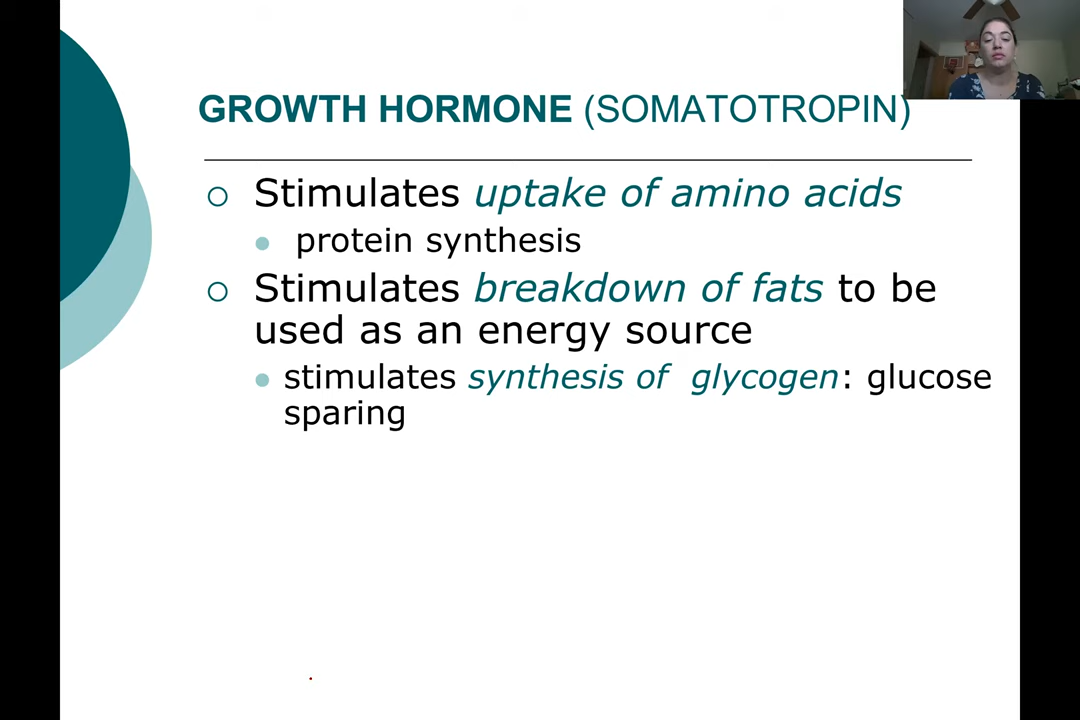 GROWTH HORMONE (SOMATOTROPIN)
Stimulates uptake of amino acids
protein synthesis
Stimulates breakdown of fats to be
used as an energy source
stimulates synthesis of glycogen: glucose
sparing